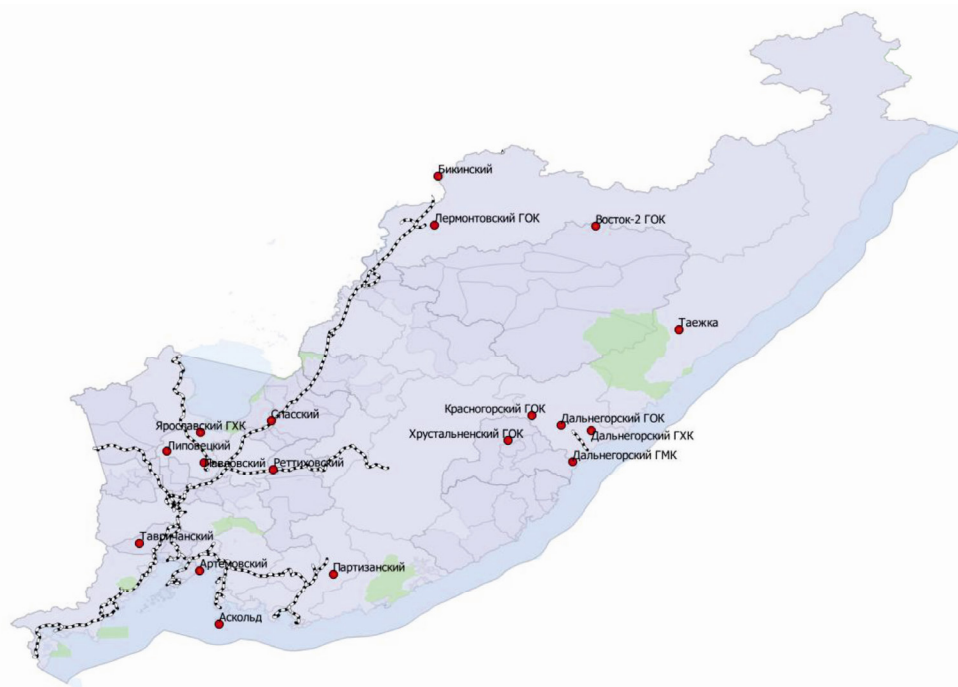 Бикинский
Лермонтовский ГОК
Восток-2 ГОК
Таежка
Красногорский ГОК
Спасский
Дальнегорский ГОК
Ярославский ГХК
Хрустальненский ГОК
Дальнегорский ГХК
Липовецкий
Павловский
Реттиховский
Дальнегорский ГМК
Тавричанский
Артемовский
Партизанский
Аскольд